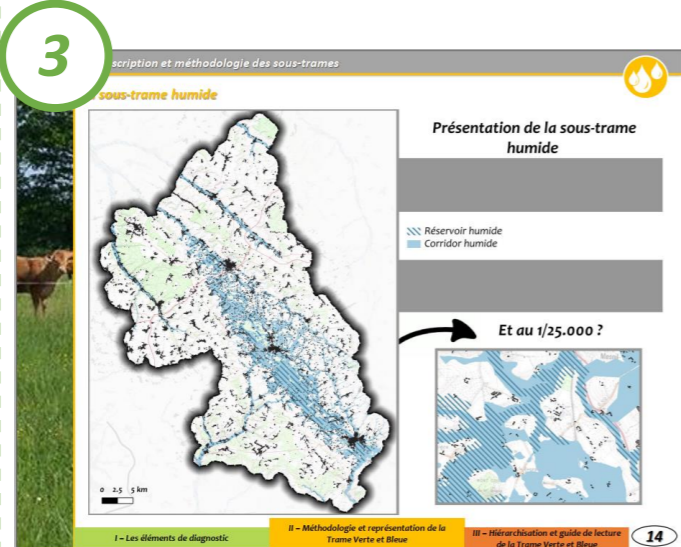 3
scription et méthodologie des sous-trames
sous-trame humide
Présentation de la sous-trame
humide
Réservoir humide
Corridor humide
Et au 1/25.000 ?
0 2.5 5 km
I – Les éléments de diagnostic
II – Méthodologie et représentation de la
Trame Verte et Bleue
III – Hiérarchisation et guide de lecture
de la Trame Verte et Bleue
14